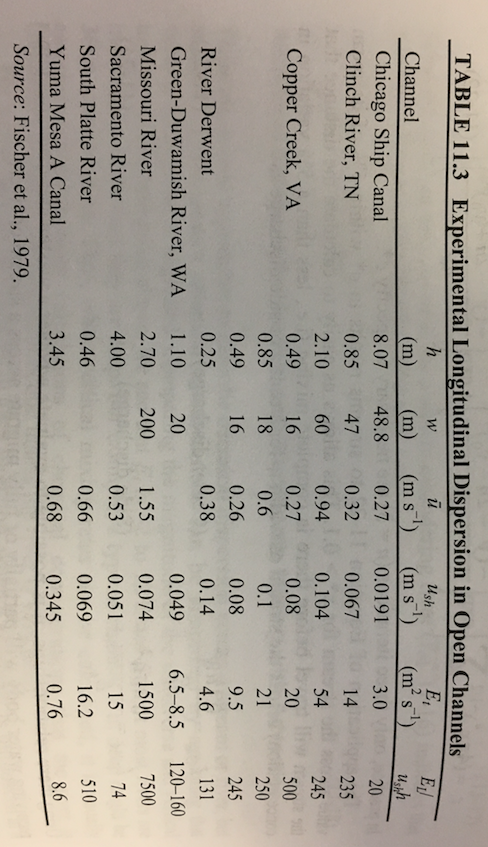 TABLE 11.3 Experimental Longitudinal Dispersion in Open Channels
Channel h (m) w (m) ū (m s⁻¹) u_sh (m s⁻¹) E_t (m² s⁻¹) E_l/u_sh h
Chicago Ship Canal 8.07 48.8 0.27 0.0191 3.0 20
Clinch River, TN 0.85 47 0.32 0.067 14 235
2.10 60 0.94 0.104 54 245
Copper Creek, VA 0.49 16 0.27 0.08 20 500
0.85 18 0.6 0.1 21 250
0.49 16 0.26 0.08 9.5 245
River Derwent 0.25 0.38 0.14 4.6 131
Green-Duwamish River, WA 1.10 20 0.049 6.5–8.5 120–160
Missouri River 2.70 200 1.55 0.074 1500 7500
Sacramento River 4.00 0.53 0.051 15 74
South Platte River 0.46 0.66 0.069 16.2 510
Yuma Mesa A Canal 3.45 0.68 0.345 0.76 8.6
Source: Fischer et al., 1979.